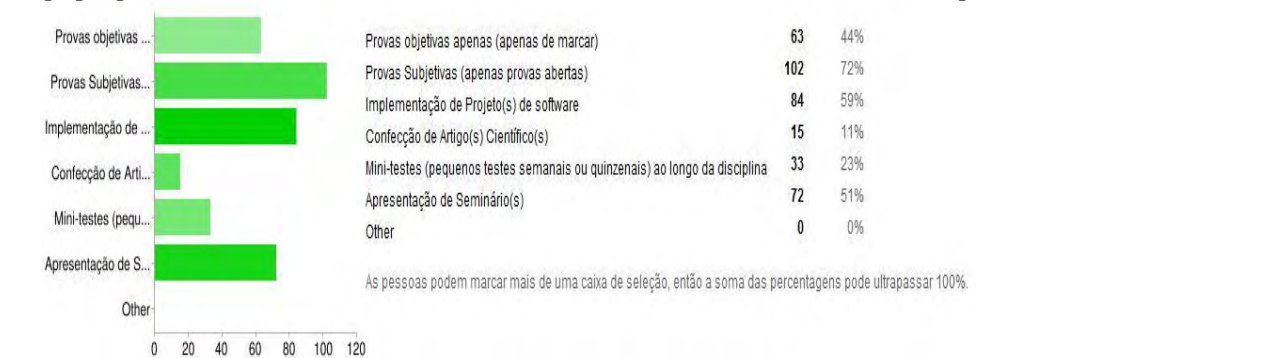 Provas objetivas ...
Provas Subjetivas...
Implementação de ...
Confecção de Arti...
Mini-testes (pequ...
Apresentação de S...
Other
0 20 40 60 80 100 120
Provas objetivas apenas (apenas de marcar) 63 44%
Provas Subjetivas (apenas provas abertas) 102 72%
Implementação de Projeto(s) de software 84 59%
Confecção de Artigo(s) Científico(s) 15 11%
Mini-testes (pequenos testes semanais ou quinzenais) ao longo da disciplina 33 23%
Apresentação de Seminário(s) 72 51%
Other 0 0%
As pessoas podem marcar mais de uma caixa de seleção, então a soma das percentagens pode ultrapassar 100%.